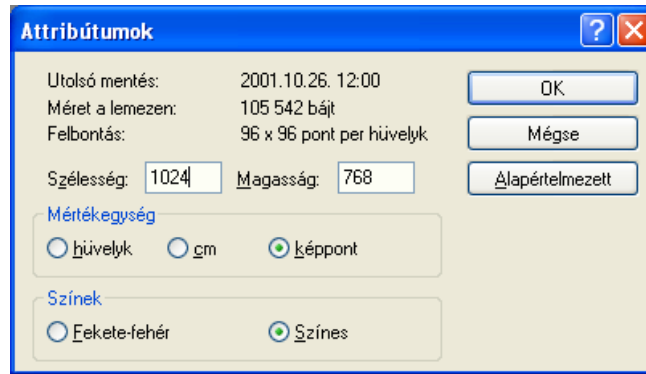 Attribútumok
Utolsó mentés: 2001.10.26. 12:00
Méret a lemezen: 105 542 bájt
Felbontás: 96 x 96 pont per hüvelyk
Szélesség: 1024 Magasság: 768
Mértékegység
hüvelyk cm képpont
Színek
Fekete-fehér Színes
OK
Mégse
Alapértelmezett